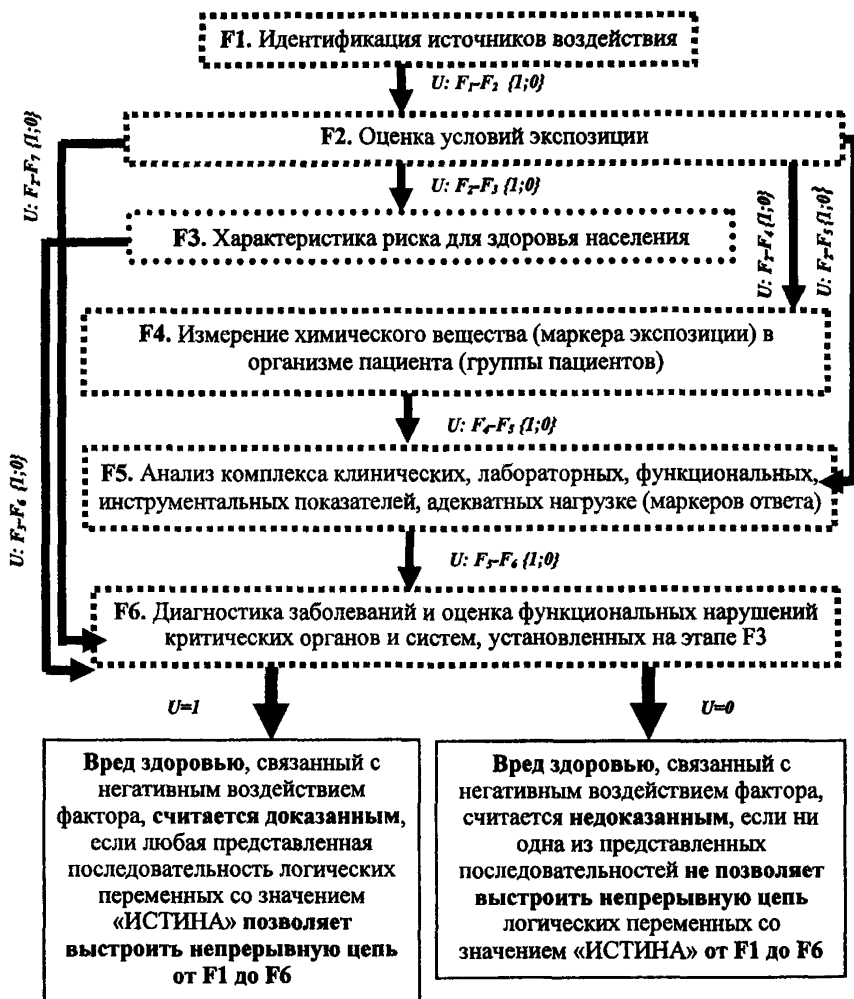 F1. Идентификация источников воздействия
U: F₁-F₂ {1;0}
F2. Оценка условий экспозиции
U: F₂-F₇ {1;0}
U: F₂-F₃ {1;0}
U: F₂-F₄ {1;0}
U: F₂-F₅ {1;0}
F3. Характеристика риска для здоровья населения
F4. Измерение химического вещества (маркера экспозиции) в
организме пациента (группы пациентов)
U: F₄-F₅ {1;0}
U: F₃-F₆ {1;0}
F5. Анализ комплекса клинических, лабораторных, функциональных,
инструментальных показателей, адекватных нагрузке (маркеров ответа)
U: F₅-F₆ {1;0}
F6. Диагностика заболеваний и оценка функциональных нарушений
критических органов и систем, установленных на этапе F3
U=1
U=0
Вред здоровью, связанный с
негативным воздействием
фактора, считается доказанным,
если любая представленная
последовательность логических
переменных со значением
«ИСТИНА» позволяет
выстроить непрерывную цепь
от F1 до F6
Вред здоровью, связанный с
негативным воздействием фактора,
считается недоказанным, если ни
одна из представленных
последовательностей не позволяет
выстроить непрерывную цепь
логических переменных со
значением «ИСТИНА» от F1 до F6